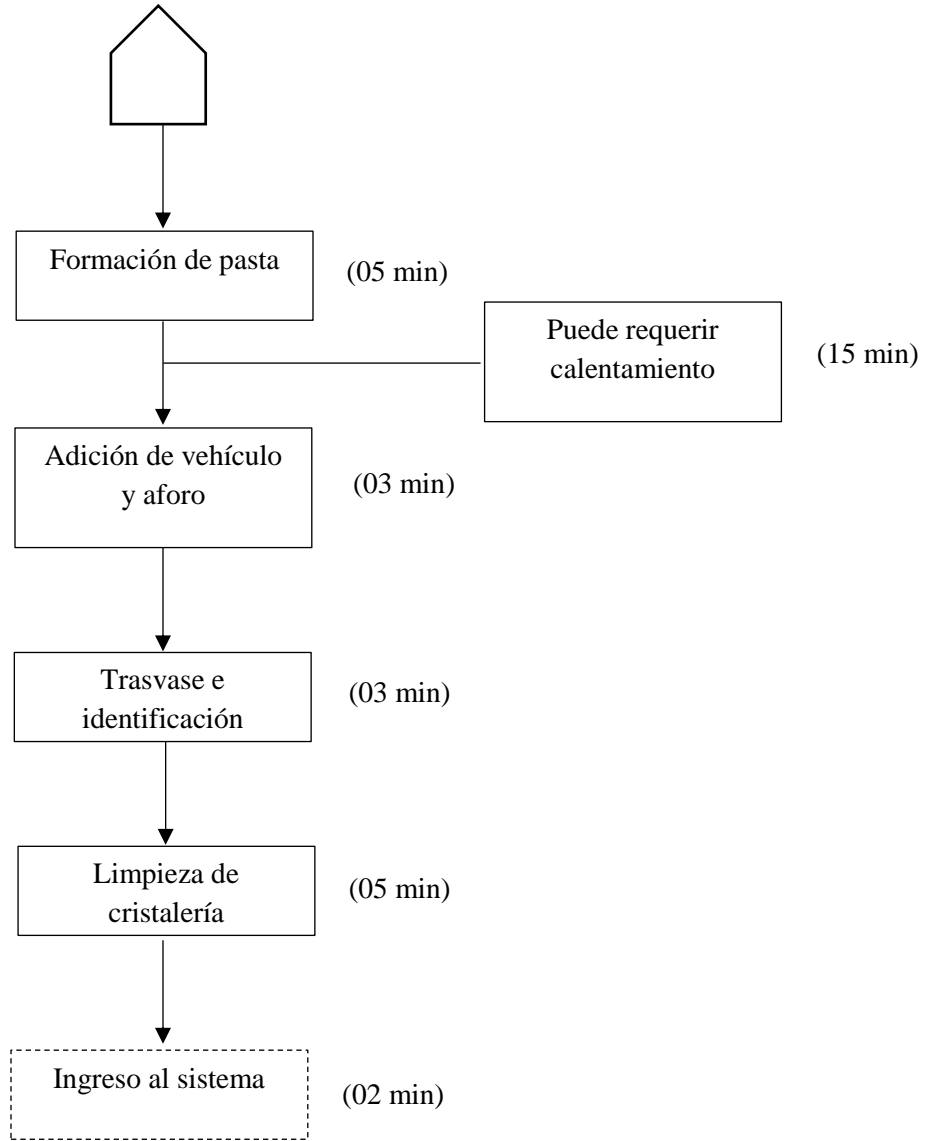 Formación de pasta
(05 min)
Puede requerir
calentamiento
(15 min)
Adición de vehículo
y aforo
(03 min)
Trasvase e
identificación
(03 min)
Limpieza de
cristalería
(05 min)
Ingreso al sistema
(02 min)